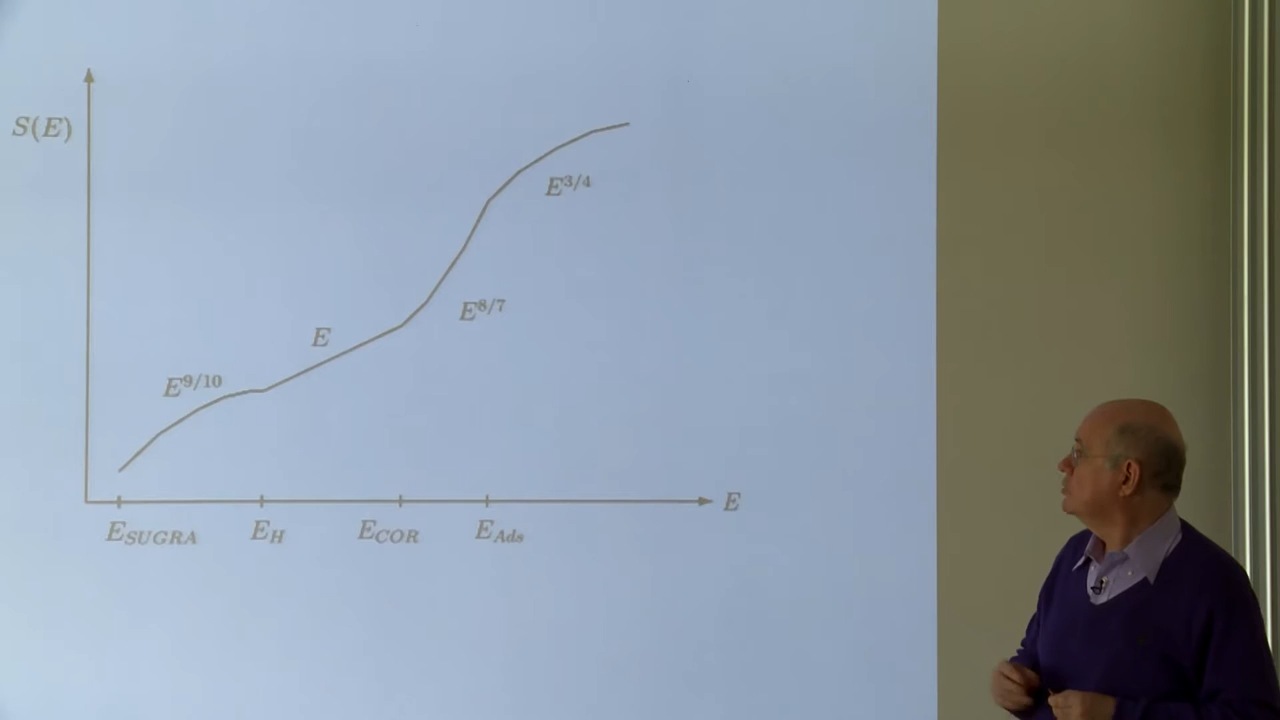 S(E)
E^{3/4}
E^{8/7}
E
E^{9/10}
E
E_{SUGRA} E_H E_{COR} E_{Ads}